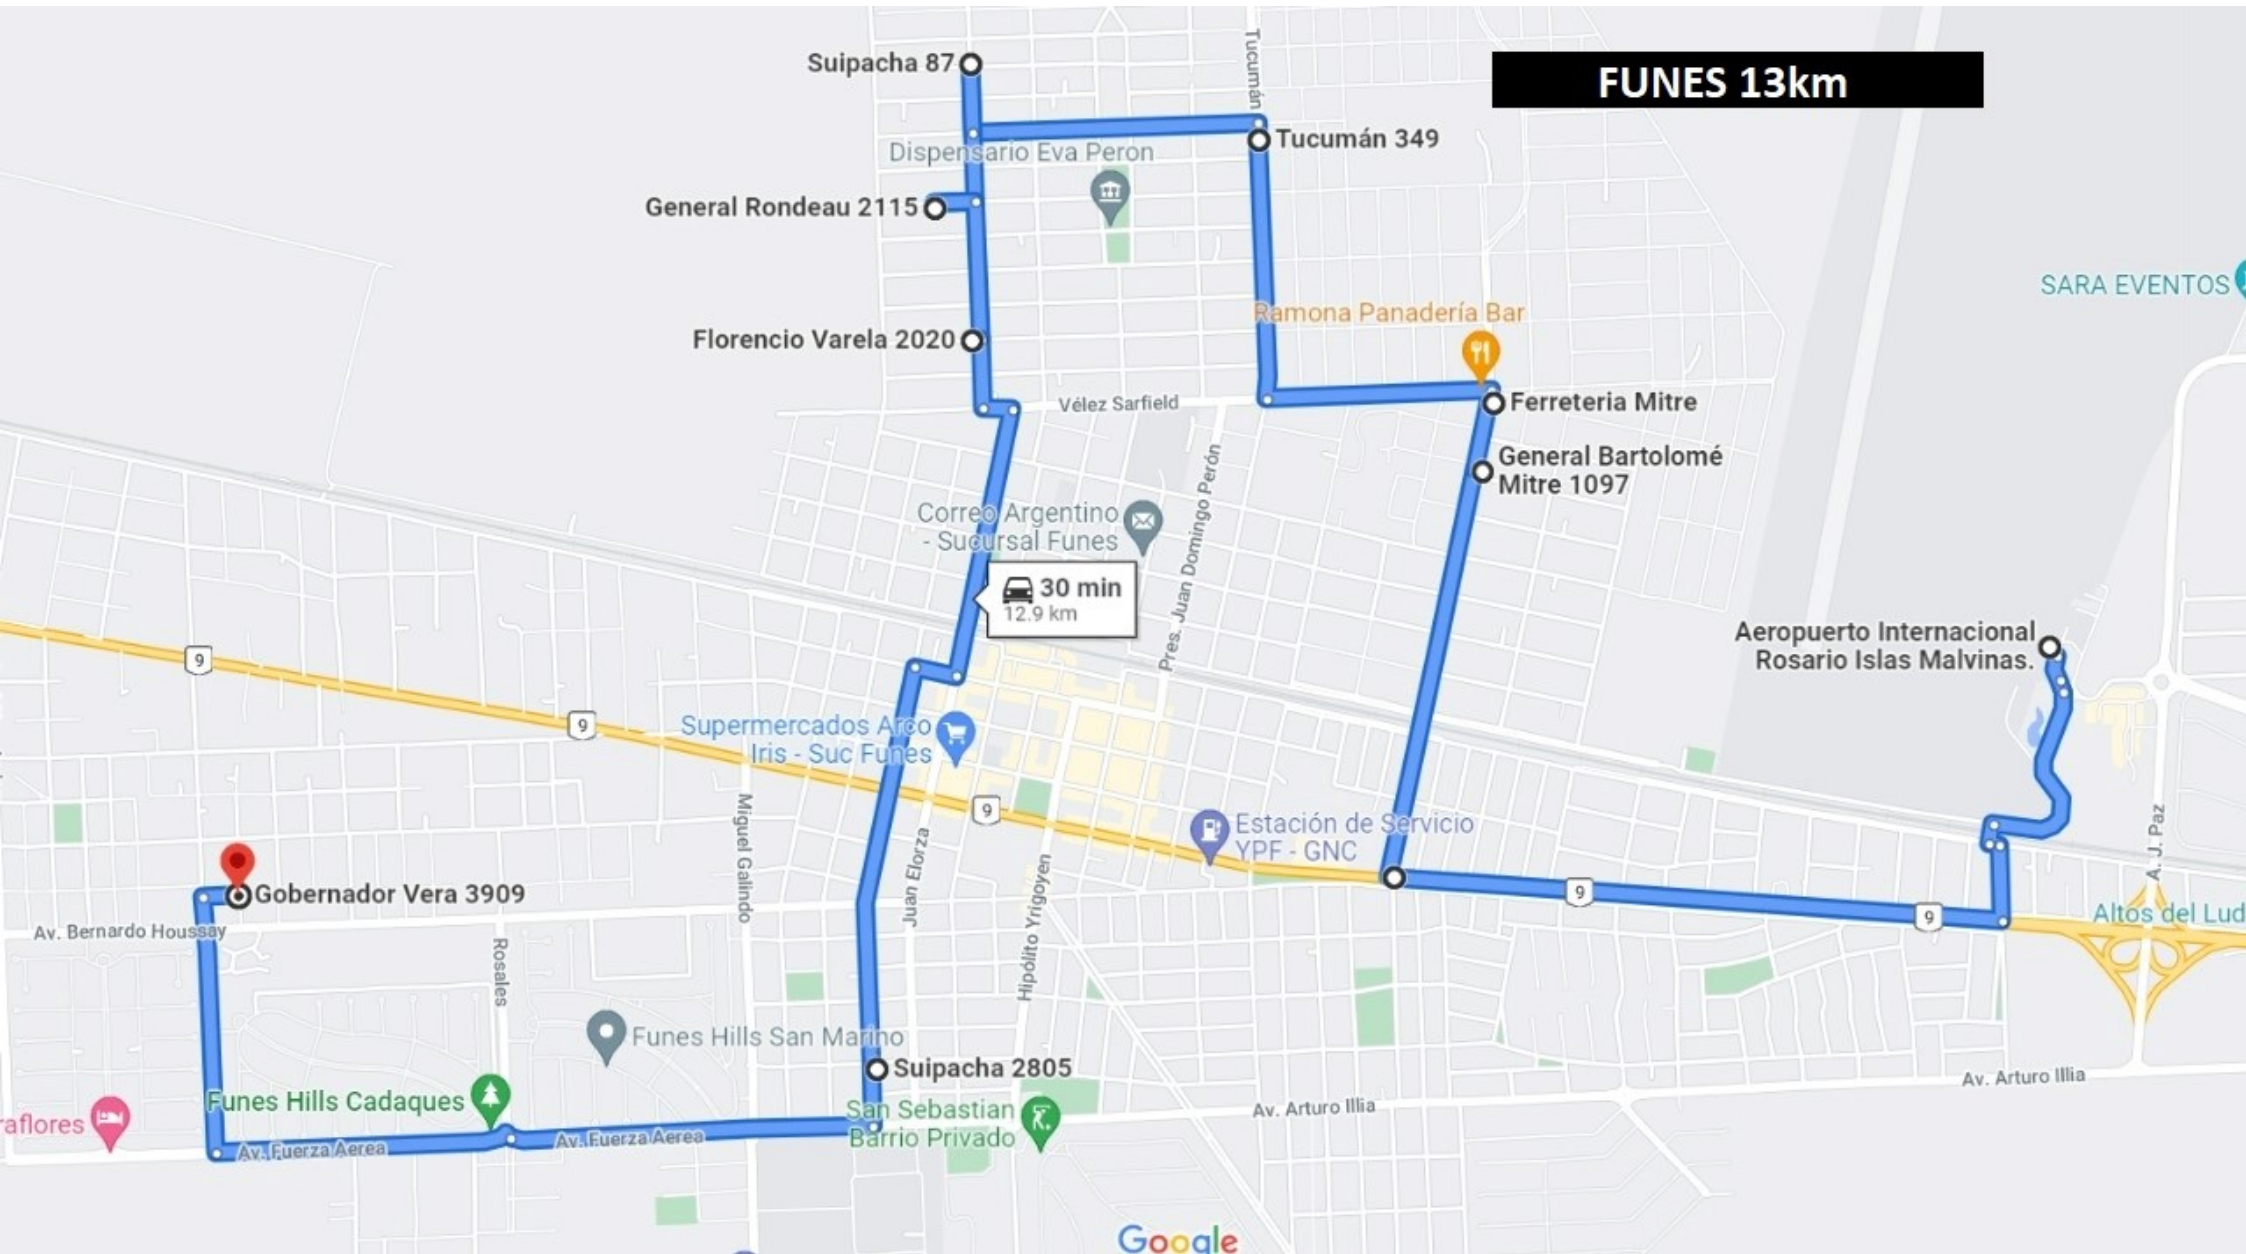 Suipacha 87
Tucumán
FUNES 13km
Tucumán 349
Dispensario Eva Peron
General Rondeau 2115
SARA EVENTOS
Ramona Panadería Bar
Florencio Varela 2020
Vélez Sarfield
Ferreteria Mitre
General Bartolomé
Mitre 1097
Pres. Juan Domingo Perón
Correo Argentino
- Sucursal Funes
30 min
12.9 km
Aeropuerto Internacional
Rosario Islas Malvinas.
9
9
Supermercados Arco
Iris - Suc Funes
9
Estación de Servicio
YPF - GNC
Miguel Galindo
Juan Elorza
Hipólito Yrigoyen
A. J. Paz
Gobernador Vera 3909
9
9
Altos del Lud
Av. Bernardo Houssay
Rosales
Funes Hills San Marino
Suipacha 2805
Av. Arturo Illia
Funes Hills Cadaques
San Sebastian
Barrio Privado
Av. Arturo Illia
raflores
Av. Fuerza Aerea
Av. Fuerza Aerea
Google